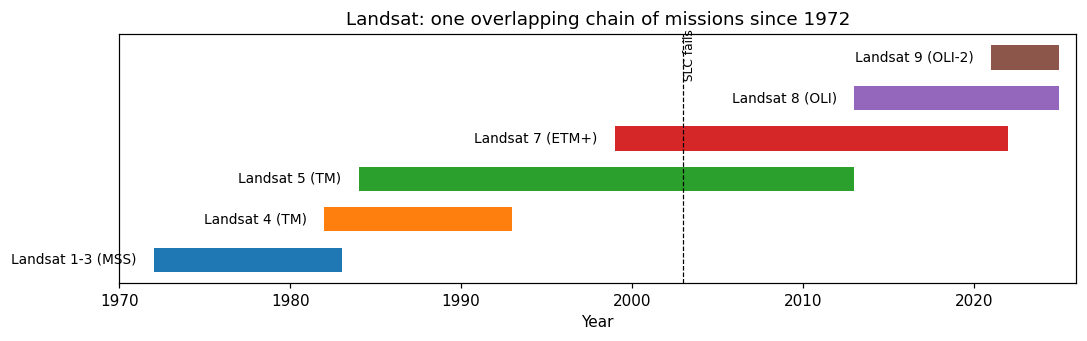 Landsat: one overlapping chain of missions since 1972
SLC fails
Landsat 9 (OLI-2)
Landsat 8 (OLI)
Landsat 7 (ETM+)
Landsat 5 (TM)
Landsat 4 (TM)
Landsat 1-3 (MSS)
1970 1980 1990 2000 2010 2020
Year